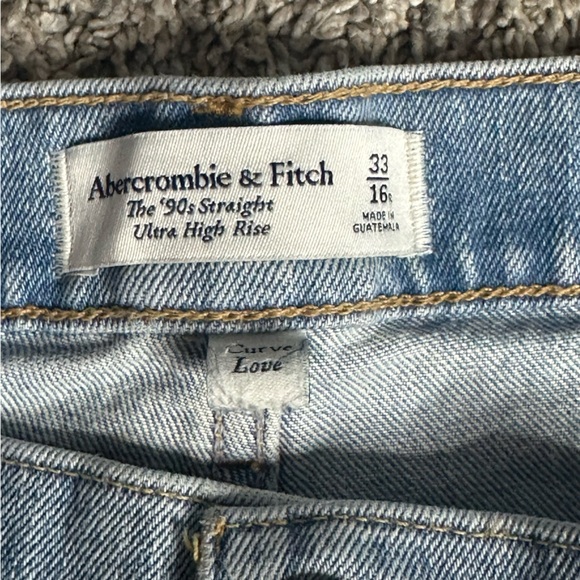 Abercrombie & Fitch
The '90s Straight
Ultra High Rise
33
16R
MADE IN
GUATEMALA
Curve
Love